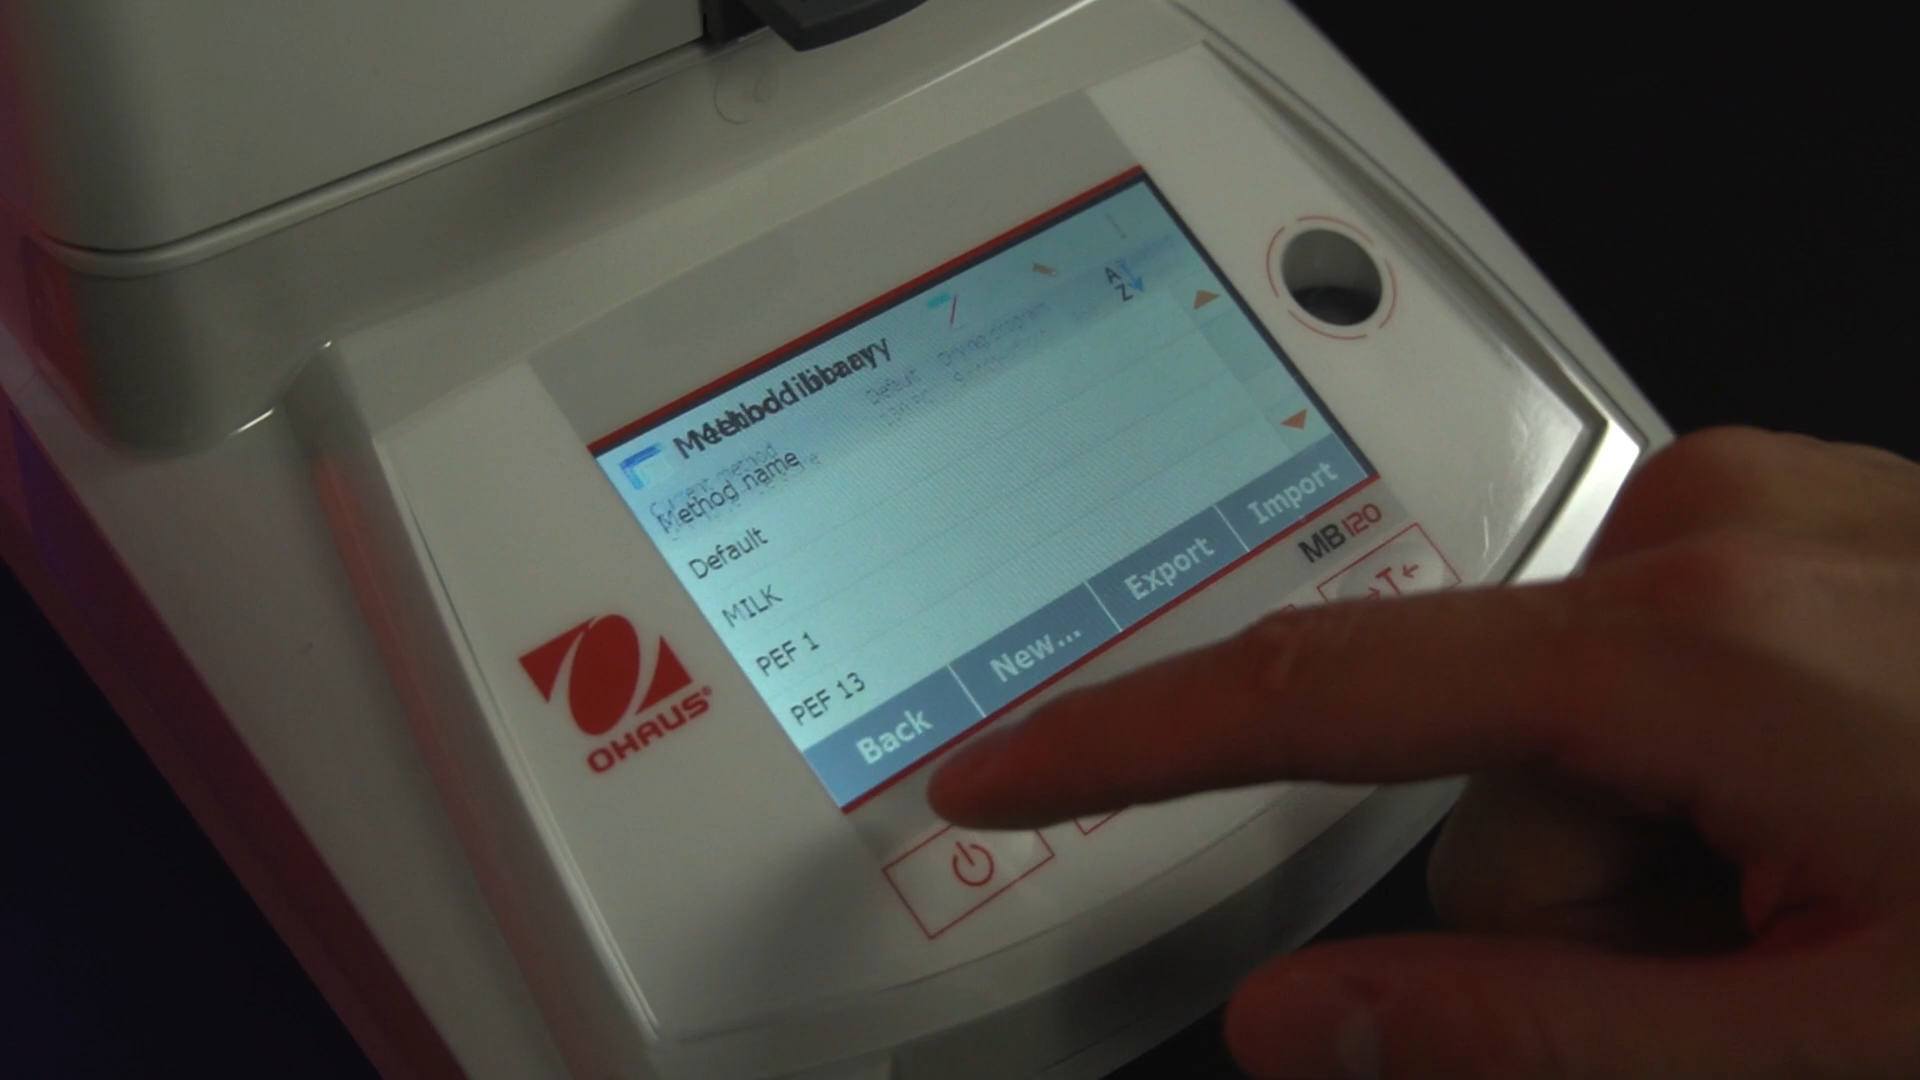 Method library
Method name
Default
MILK
PEF 1
PEF 13
Back
New...
Export
Import
A
Z
MB120
→T←
OHAUS®